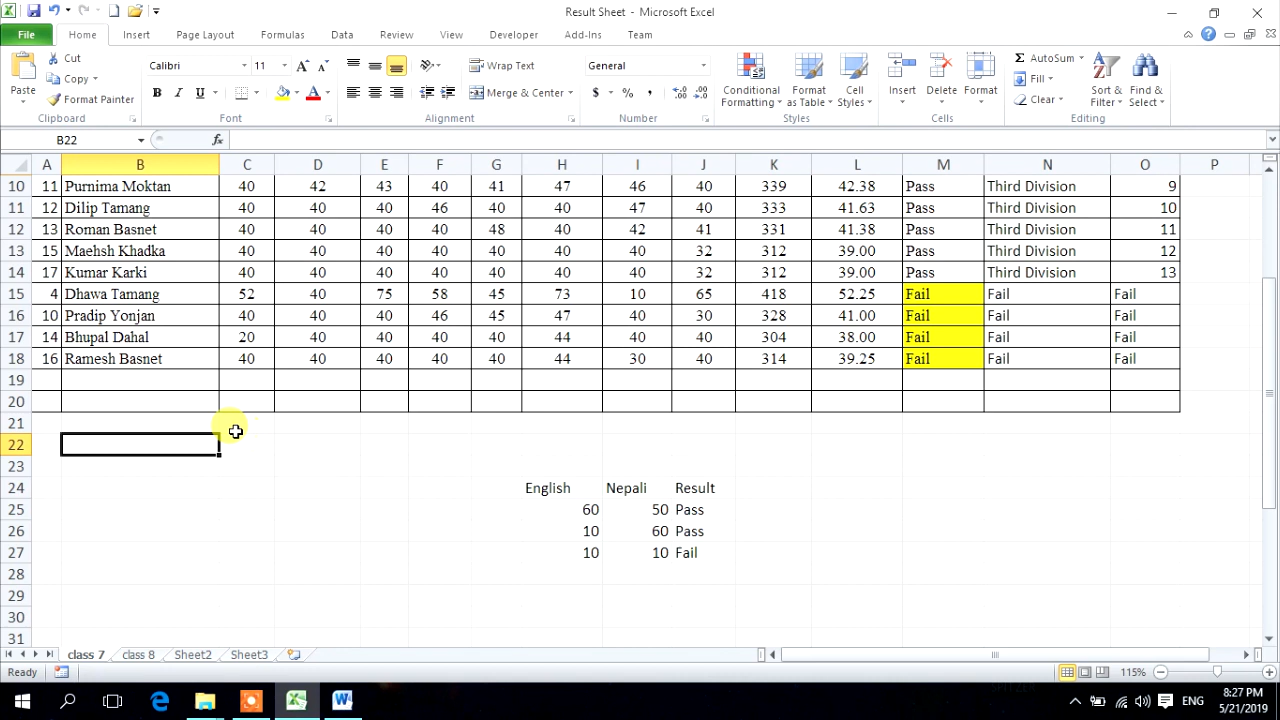 Result Sheet - Microsoft Excel
File Home Insert Page Layout Formulas Data Review View Developer Add-Ins Team
Paste Cut Copy Format Painter Clipboard
Calibri 11 B I U A A A Font
Wrap Text Merge & Center Alignment
General $ % , Number
Conditional Formatting Format as Table Cell Styles Styles
Insert Delete Format Cells
Σ AutoSum Fill Clear Sort & Filter Find & Select Editing
B22 fx
A B C D E F G H I J K L M N O P
10 11 Purnima Moktan 40 42 43 40 41 47 46 40 339 42.38 Pass Third Division 9
11 12 Dilip Tamang 40 40 40 46 40 40 47 40 333 41.63 Pass Third Division 10
12 13 Roman Basnet 40 40 40 40 48 40 42 41 331 41.38 Pass Third Division 11
13 15 Maehsh Khadka 40 40 40 40 40 40 40 32 312 39.00 Pass Third Division 12
14 17 Kumar Karki 40 40 40 40 40 40 40 32 312 39.00 Pass Third Division 13
15 4 Dhawa Tamang 52 40 75 58 45 73 10 65 418 52.25 Fail Fail Fail
16 10 Pradip Yonjan 40 40 40 46 45 47 40 30 328 41.00 Fail Fail Fail
17 14 Bhupal Dahal 20 40 40 40 40 44 40 40 304 38.00 Fail Fail Fail
18 16 Ramesh Basnet 40 40 40 40 40 44 30 40 314 39.25 Fail Fail Fail
19
20
21
22
23
24 English Nepali Result
25 60 50 Pass
26 10 60 Pass
27 10 10 Fail
28
29
30
31
class 7 class 8 Sheet2 Sheet3
Ready 115%
ENG 8:27 PM
5/21/2019